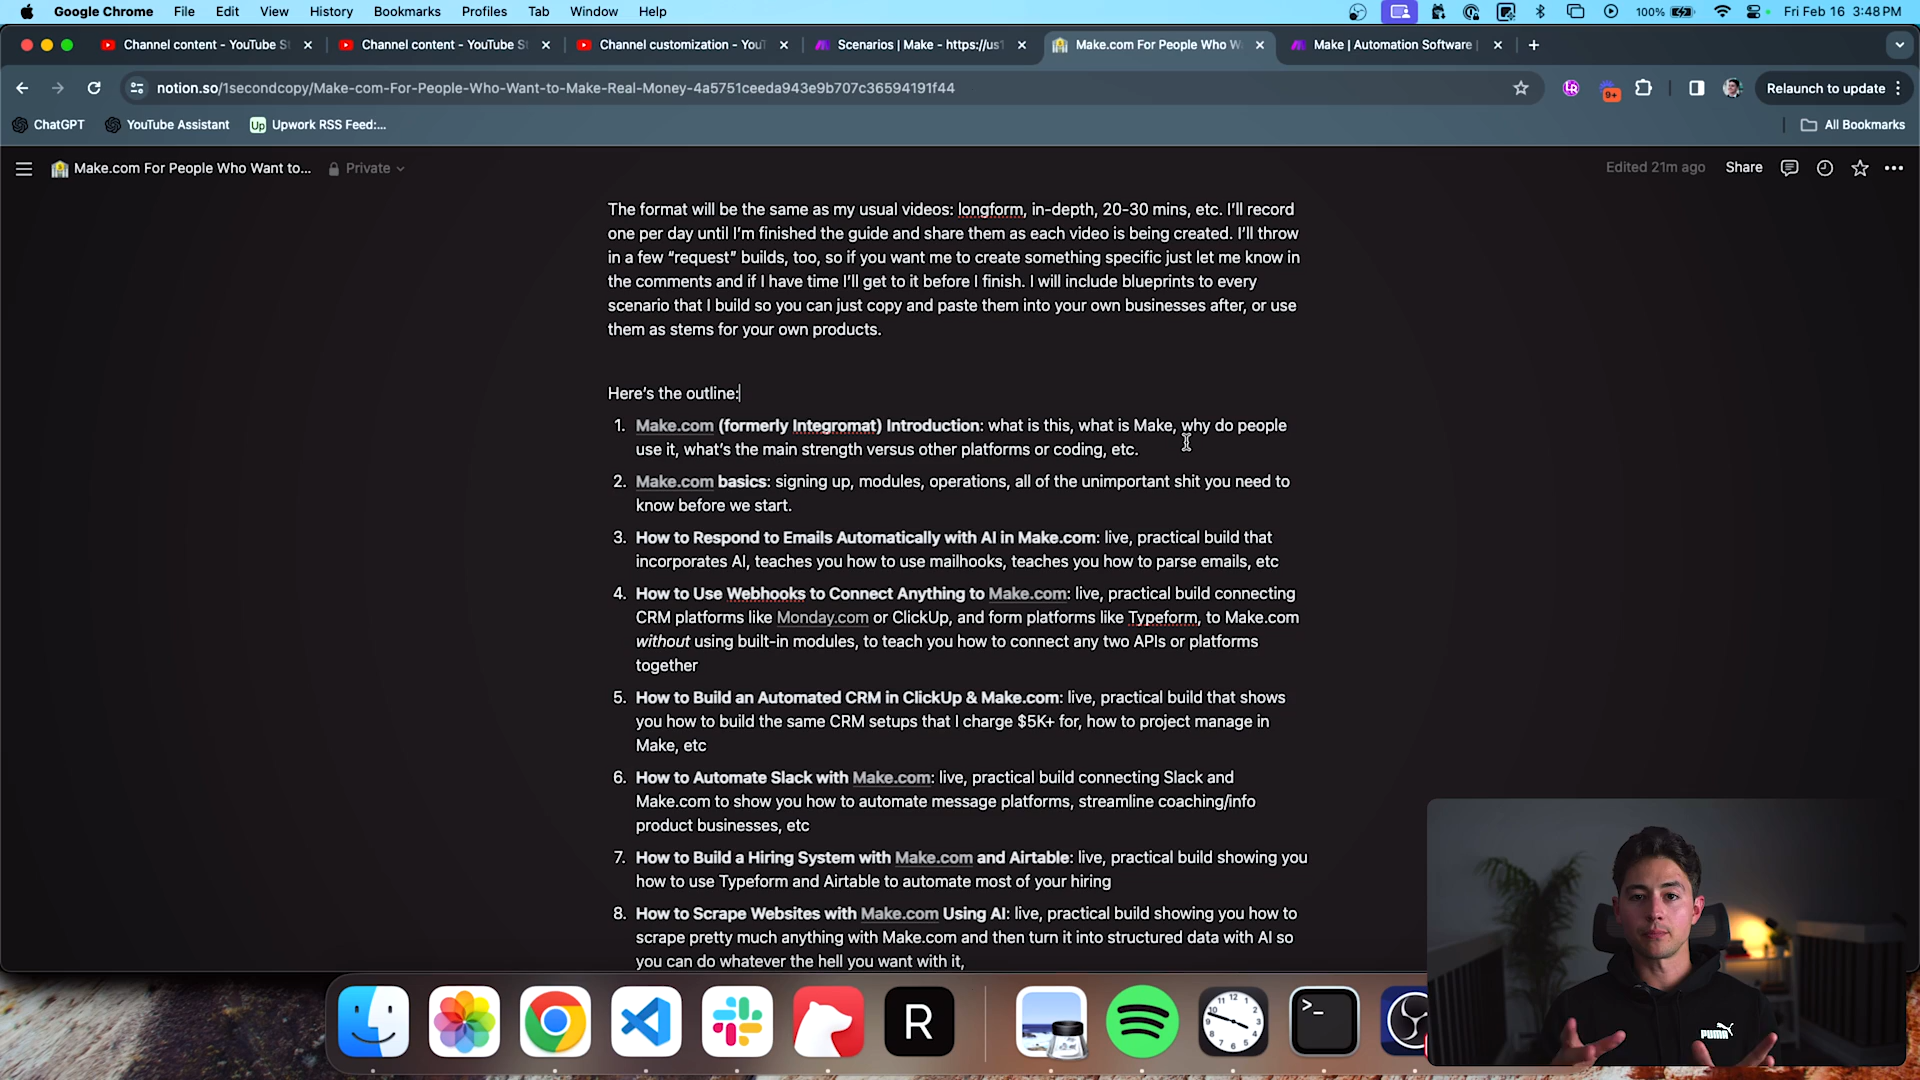 Google Chrome File Edit View History Bookmarks Profiles Tab Window Help 100% Fri Feb 16 3:48 PM
Channel content - YouTube S Channel content - YouTube S Channel customization - You Scenarios | Make - https://us1 Make.com For People Who W Make | Automation Software
notion.so/1secondcopy/Make-com-For-People-Who-Want-to-Make-Real-Money-4a5751ceeda943e9b707c36594191f44 9+ Relaunch to update
ChatGPT YouTube Assistant Up Upwork RSS Feed:... All Bookmarks
Make.com For People Who Want to... Private Edited 21m ago Share
The format will be the same as my usual videos: longform, in-depth, 20-30 mins, etc. I'll record
one per day until I'm finished the guide and share them as each video is being created. I'll throw
in a few "request" builds, too, so if you want me to create something specific just let me know in
the comments and if I have time I'll get to it before I finish. I will include blueprints to every
scenario that I build so you can just copy and paste them into your own businesses after, or use
them as stems for your own products.
Here's the outline:
1. Make.com (formerly Integromat) Introduction: what is this, what is Make, why do people
use it, what's the main strength versus other platforms or coding, etc.
2. Make.com basics: signing up, modules, operations, all of the unimportant shit you need to
know before we start.
3. How to Respond to Emails Automatically with AI in Make.com: live, practical build that
incorporates AI, teaches you how to use mailhooks, teaches you how to parse emails, etc
4. How to Use Webhooks to Connect Anything to Make.com: live, practical build connecting
CRM platforms like Monday.com or ClickUp, and form platforms like Typeform, to Make.com
without using built-in modules, to teach you how to connect any two APIs or platforms
together
5. How to Build an Automated CRM in ClickUp & Make.com: live, practical build that shows
you how to build the same CRM setups that I charge $5K+ for, how to project manage in
Make, etc
6. How to Automate Slack with Make.com: live, practical build connecting Slack and
Make.com to show you how to automate message platforms, streamline coaching/info
product businesses, etc
7. How to Build a Hiring System with Make.com and Airtable: live, practical build showing you
how to use Typeform and Airtable to automate most of your hiring
8. How to Scrape Websites with Make.com Using AI: live, practical build showing you how to
scrape pretty much anything with Make.com and then turn it into structured data with AI so
you can do whatever the hell you want with it,
R
PUMA